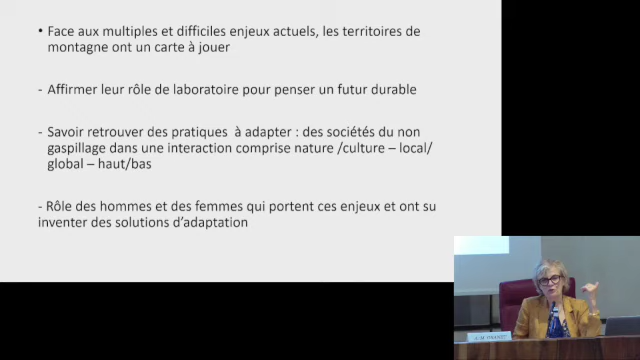 • Face aux multiples et difficiles enjeux actuels, les territoires de
montagne ont un carte à jouer
- Affirmer leur rôle de laboratoire pour penser un futur durable
- Savoir retrouver des pratiques à adapter : des sociétés du non
gaspillage dans une interaction comprise nature /culture – local/
global – haut/bas
- Rôle des hommes et des femmes qui portent ces enjeux et ont su
inventer des solutions d’adaptation